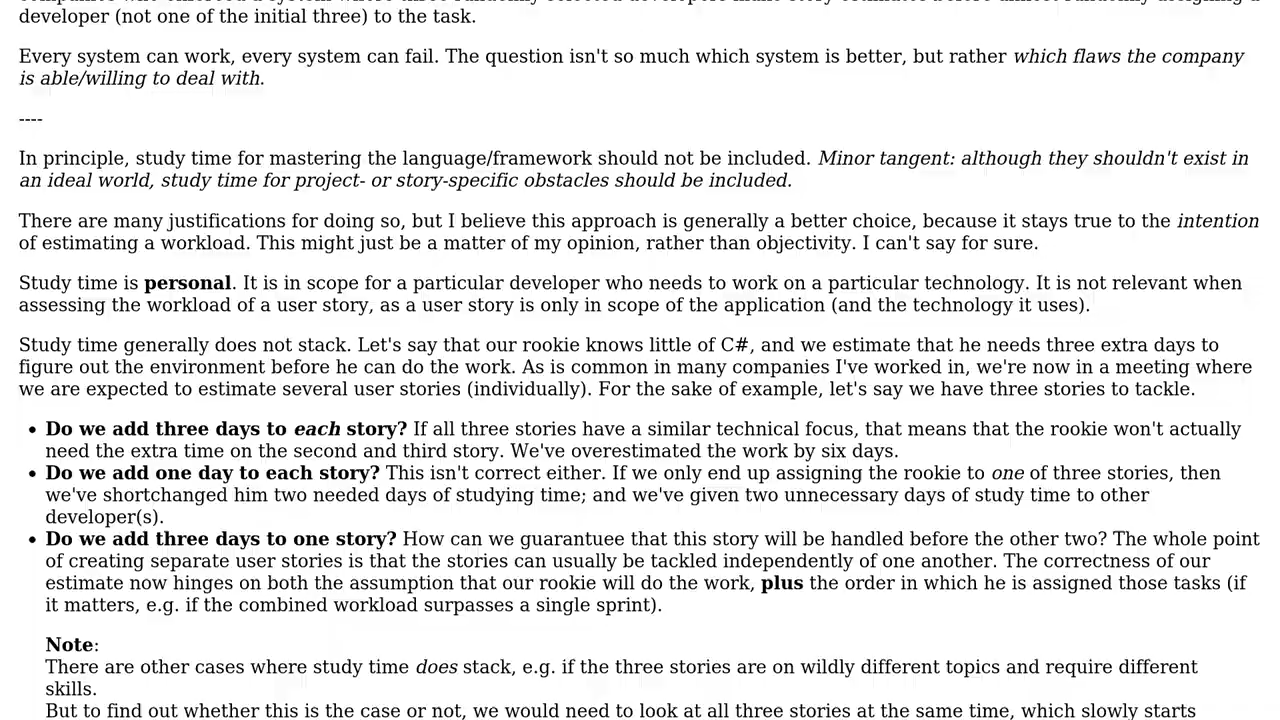 developer (not one of the initial three) to the task.
Every system can work, every system can fail. The question isn't so much which system is better, but rather which flaws the company
is able/willing to deal with.
----
In principle, study time for mastering the language/framework should not be included. Minor tangent: although they shouldn't exist in
an ideal world, study time for project- or story-specific obstacles should be included.
There are many justifications for doing so, but I believe this approach is generally a better choice, because it stays true to the intention
of estimating a workload. This might just be a matter of my opinion, rather than objectivity. I can't say for sure.
Study time is personal. It is in scope for a particular developer who needs to work on a particular technology. It is not relevant when
assessing the workload of a user story, as a user story is only in scope of the application (and the technology it uses).
Study time generally does not stack. Let's say that our rookie knows little of C#, and we estimate that he needs three extra days to
figure out the environment before he can do the work. As is common in many companies I've worked in, we're now in a meeting where
we are expected to estimate several user stories (individually). For the sake of example, let's say we have three stories to tackle.
• Do we add three days to each story? If all three stories have a similar technical focus, that means that the rookie won't actually
need the extra time on the second and third story. We've overestimated the work by six days.
• Do we add one day to each story? This isn't correct either. If we only end up assigning the rookie to one of three stories, then
we've shortchanged him two needed days of studying time; and we've given two unnecessary days of study time to other
developer(s).
• Do we add three days to one story? How can we guarantuee that this story will be handled before the other two? The whole point
of creating separate user stories is that the stories can usually be tackled independently of one another. The correctness of our
estimate now hinges on both the assumption that our rookie will do the work, plus the order in which he is assigned those tasks (if
it matters, e.g. if the combined workload surpasses a single sprint).
Note:
There are other cases where study time does stack, e.g. if the three stories are on wildly different topics and require different
skills.
But to find out whether this is the case or not, we would need to look at all three stories at the same time, which slowly starts